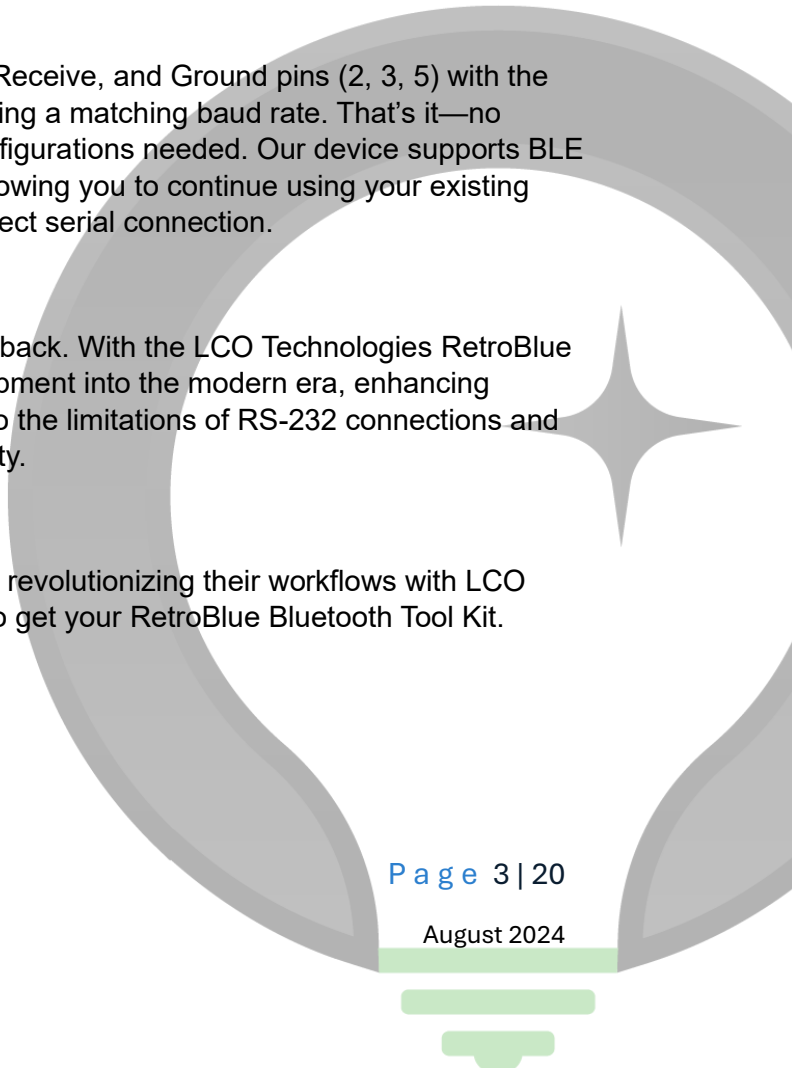 Receive, and Ground pins (2, 3, 5) with the
ing a matching baud rate. That’s it—no
figurations needed. Our device supports BLE
owing you to continue using your existing
ect serial connection.
back. With the LCO Technologies RetroBlue
pment into the modern era, enhancing
o the limitations of RS-232 connections and
ty.
revolutionizing their workflows with LCO
o get your RetroBlue Bluetooth Tool Kit.
Page 3 | 20
August 2024